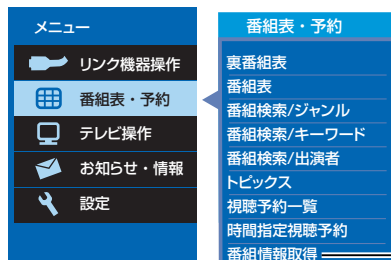 メニュー
リンク機器操作
番組表・予約
テレビ操作
お知らせ・情報
設定
番組表・予約
裏番組表
番組表
番組検索/ジャンル
番組検索/キーワード
番組検索/出演者
トピックス
視聴予約一覧
時間指定視聴予約
番組情報取得